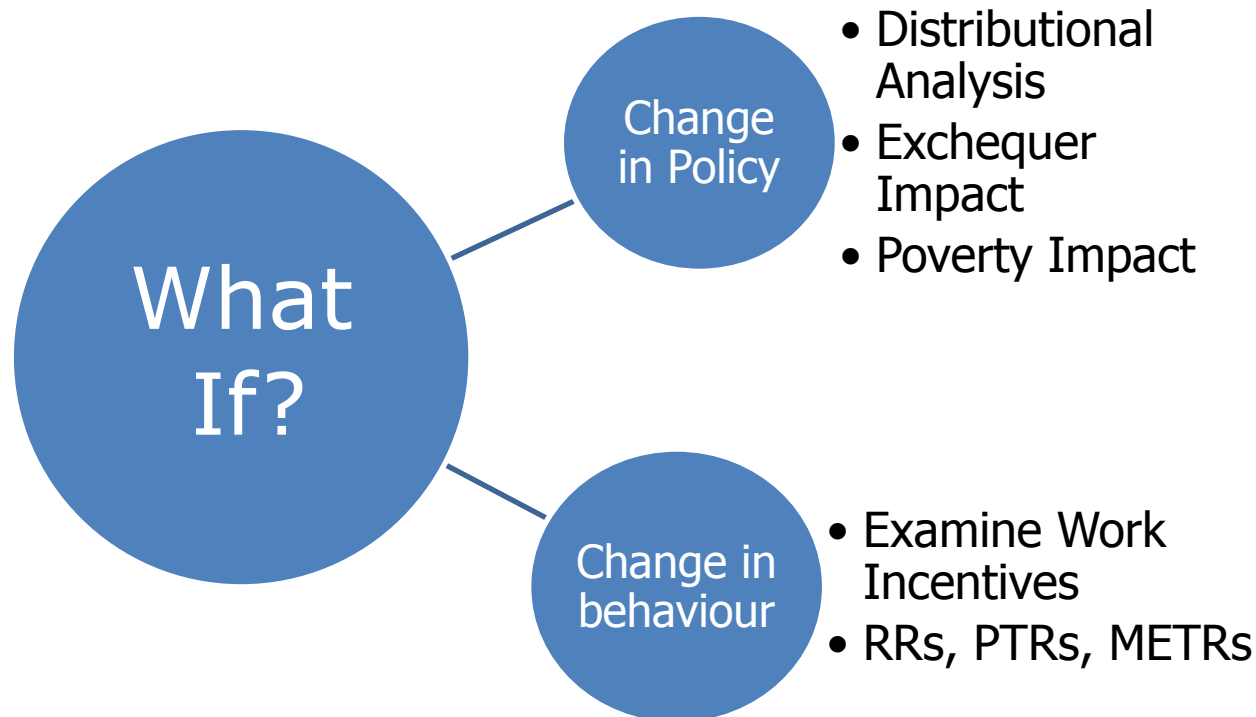 What
If?
Change
in Policy
• Distributional
Analysis
• Exchequer
Impact
• Poverty Impact
Change in
behaviour
• Examine Work
Incentives
• RRs, PTRs, METRs